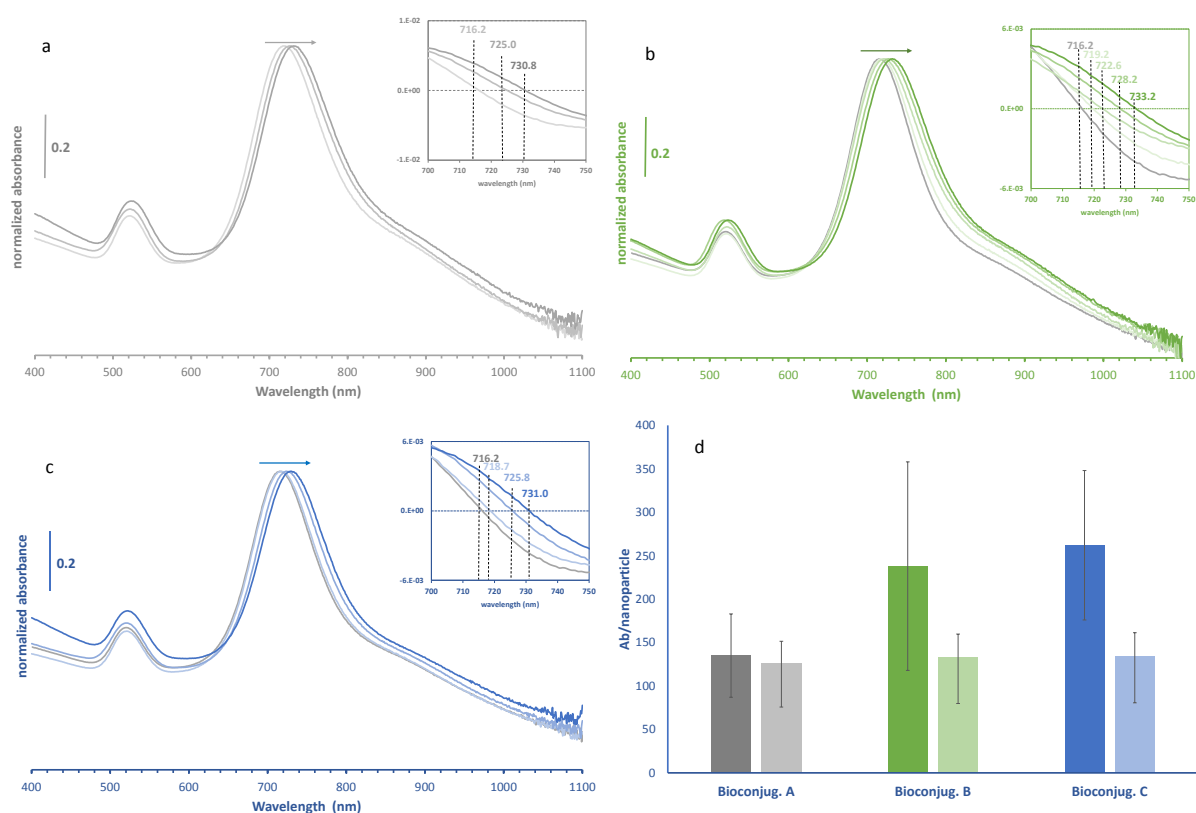 a
normalized absorbance
0.2
400 500 600 700 800 900 1000 1100
Wavelength (nm)
1.E-02
0.E+00
-1.E-02
716.2
725.0
730.8
700 710 720 730 740 750
wavelength (nm)
b
normalized absorbance
0.2
400 500 600 700 800 900 1000 1100
Wavelength (nm)
6.E-03
0.E+00
-6.E-03
716.2
719.2
722.6
728.2
733.2
700 710 720 730 740 750
wavelength (nm)
c
normalized absorbance
0.2
400 500 600 700 800 900 1000 1100
Wavelength (nm)
6.E-03
0.E+00
-6.E-03
716.2
718.7
725.8
731.0
700 710 720 730 740 750
wavelength (nm)
d
Ab/nanoparticle
400
350
300
250
200
150
100
50
0
Bioconjug. A Bioconjug. B Bioconjug. C